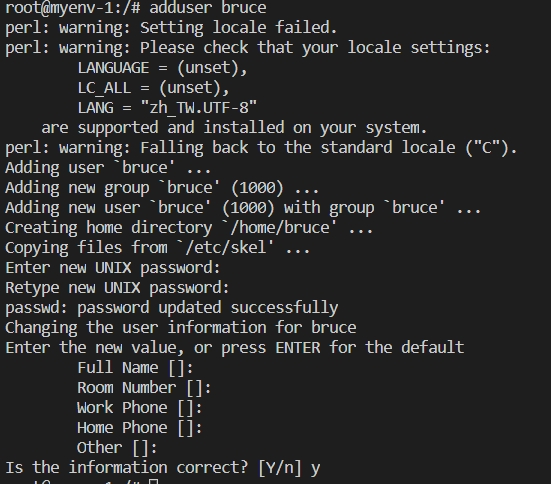 root@myenv-1:/# adduser bruce
perl: warning: Setting locale failed.
perl: warning: Please check that your locale settings:
        LANGUAGE = (unset),
        LC_ALL = (unset),
        LANG = "zh_TW.UTF-8"
    are supported and installed on your system.
perl: warning: Falling back to the standard locale ("C").
Adding user `bruce' ...
Adding new group `bruce' (1000) ...
Adding new user `bruce' (1000) with group `bruce' ...
Creating home directory `/home/bruce' ...
Copying files from `/etc/skel' ...
Enter new UNIX password:
Retype new UNIX password:
passwd: password updated successfully
Changing the user information for bruce
Enter the new value, or press ENTER for the default
        Full Name []:
        Room Number []:
        Work Phone []:
        Home Phone []:
        Other []:
Is the information correct? [Y/n] y